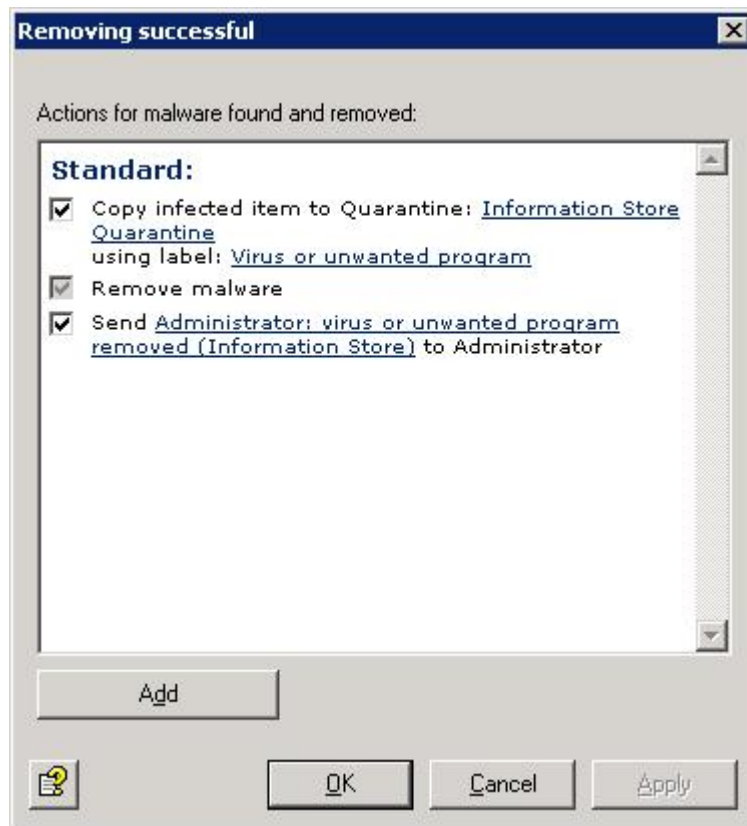 Removing successful
Actions for malware found and removed:
Standard:
Copy infected item to Quarantine: Information Store
Quarantine
using label: Virus or unwanted program
Remove malware
Send Administrator: virus or unwanted program
removed (Information Store) to Administrator
Add
OK Cancel Apply